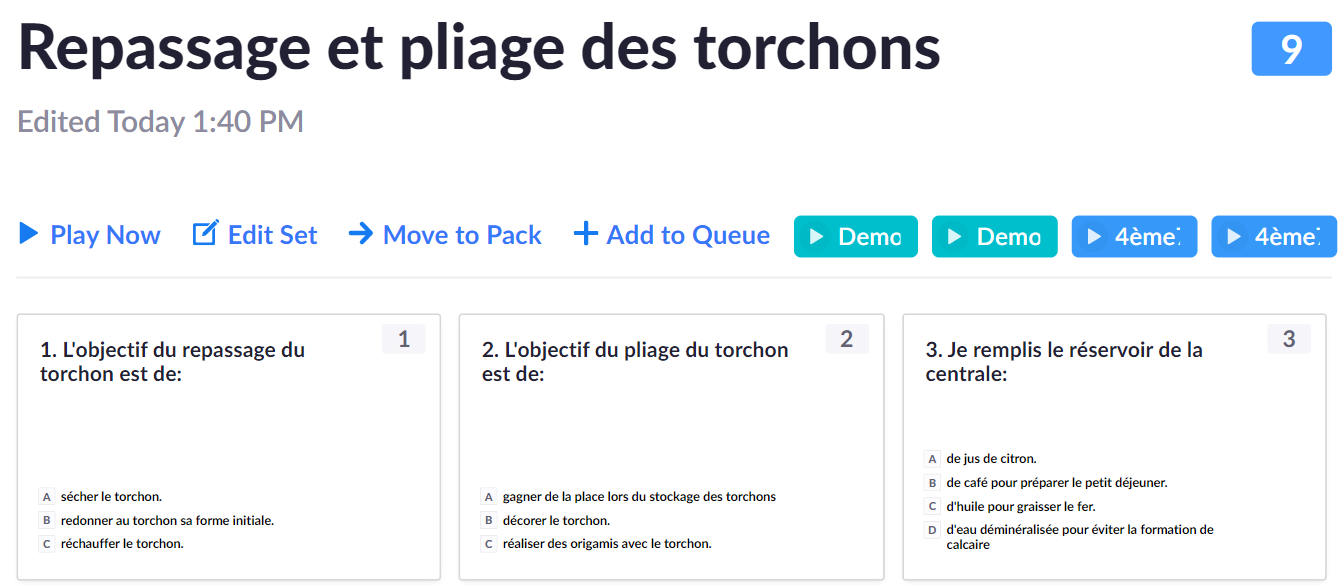 Repassage et pliage des torchons
9
Edited Today 1:40 PM
Play Now
Edit Set
Move to Pack
Add to Queue
Demo
Demo
4ème
4ème
1. L'objectif du repassage du
torchon est de:
1
A sécher le torchon.
B redonner au torchon sa forme initiale.
C réchauffer le torchon.
2. L'objectif du pliage du torchon
est de:
2
A gagner de la place lors du stockage des torchons
B décorer le torchon.
C réaliser des origamis avec le torchon.
3. Je remplis le réservoir de la
centrale:
3
A de jus de citron.
B de café pour préparer le petit déjeuner.
C d'huile pour graisser le fer.
D d'eau déminéralisée pour éviter la formation de
calcaire